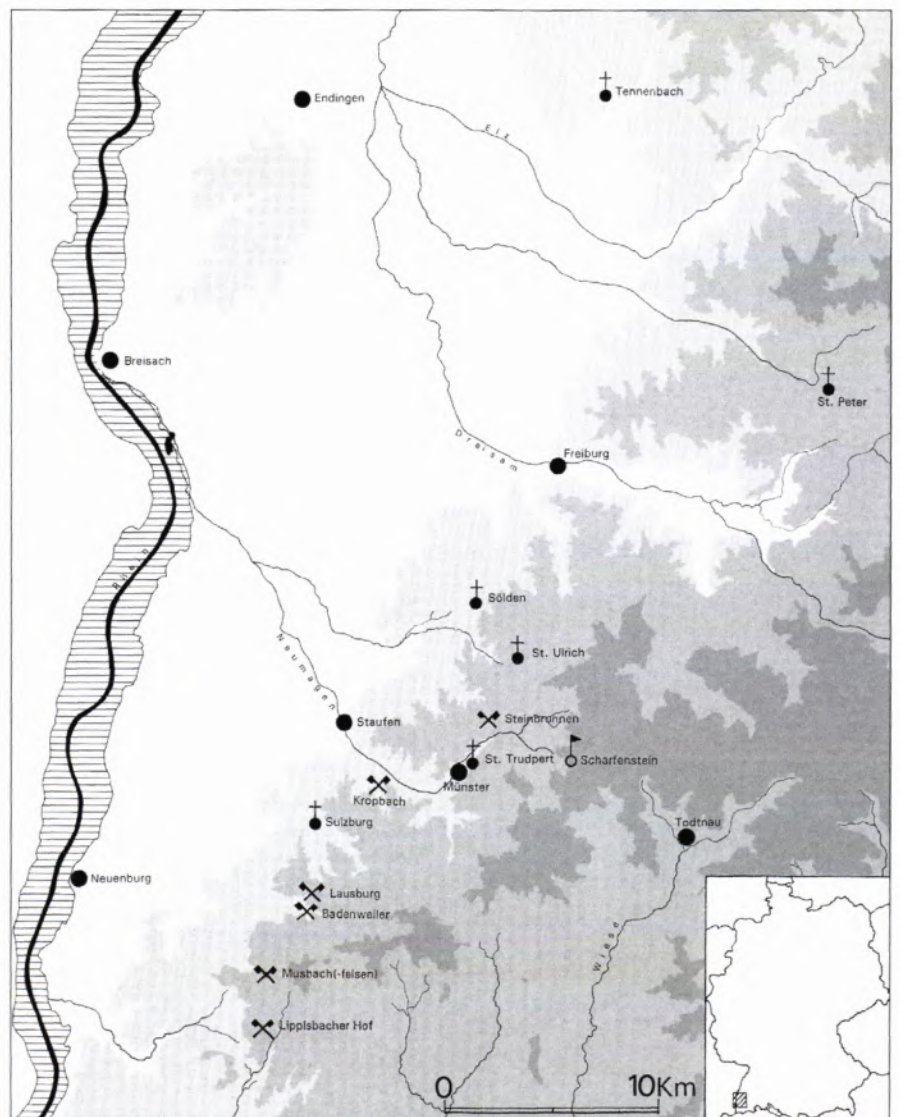 Endingen
Tennenbach
Elz
Breisach
St. Peter
Dreisam
Freiburg
Rhein
Sölden
St. Ulrich
Neumagen
Staufen
Steinbrunnen
St. Trudpert
Scharfenstein
Münster
Kropbach
Sulzburg
Todtnau
Neuenburg
Lausburg
Badenweiler
Wiese
Musbach(-felsen)
Lipplsbacher Hof
0 10Km